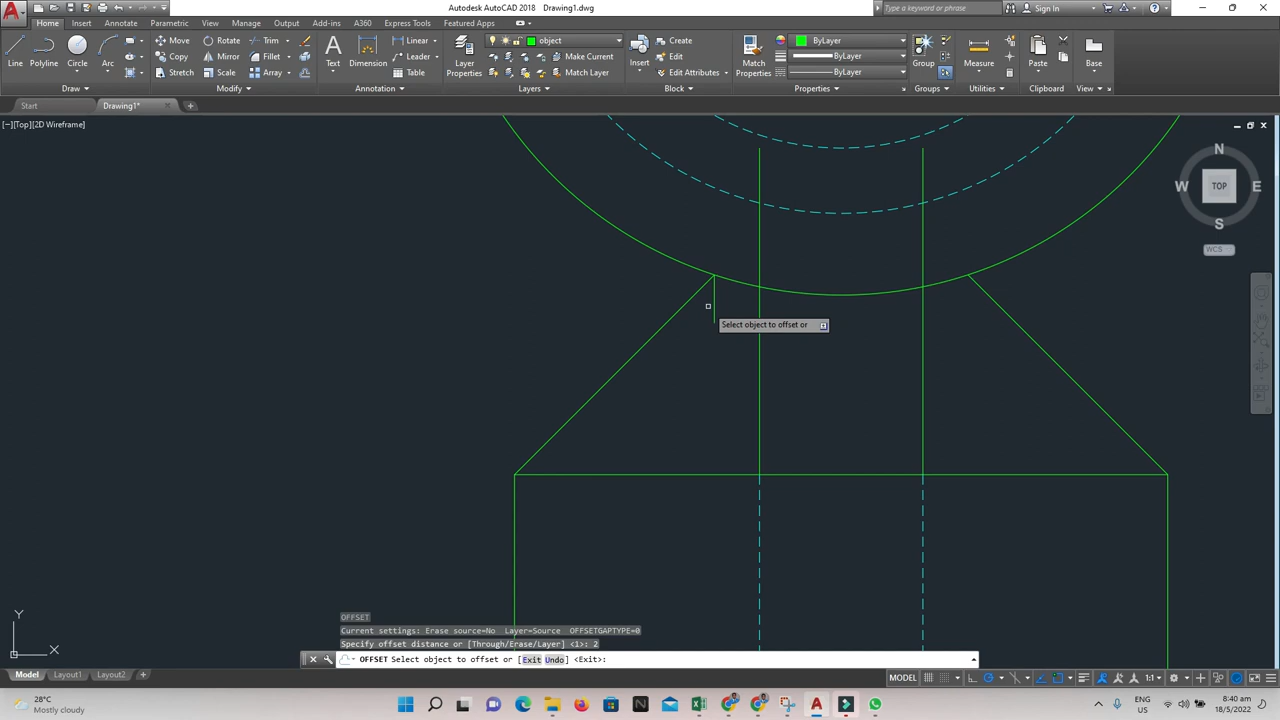 Autodesk AutoCAD 2018 Drawing1.dwg
Type a keyword or phrase
Sign In
Home Insert Annotate Parametric View Manage Output Add-ins A360 Express Tools Featured Apps
Line Polyline Circle Arc
Move Rotate Trim
Copy Mirror Fillet
Stretch Scale Array
Text Dimension
Linear
Leader
Table
Layer Properties
object
Make Current
Match Layer
Insert
Create
Edit
Edit Attributes
Match Properties
ByLayer
ByLayer
ByLayer
Group
Measure
Paste
Base
Draw Modify Annotation Layers Block Properties Groups Utilities Clipboard View
Start Drawing1*
[−][Top][2D Wireframe]
N
W TOP E
S
WCS
Select object to offset or
Y
X
OFFSET
Current settings: Erase source=No Layer=Source OFFSETGAPTYPE=0
Specify offset distance or [Through/Erase/Layer] <1>: 2
OFFSET Select object to offset or [Exit Undo] <Exit>:
Model Layout1 Layout2
MODEL
1:1
28°C
Mostly cloudy
ENG
US
8:40 am
18/5/2022